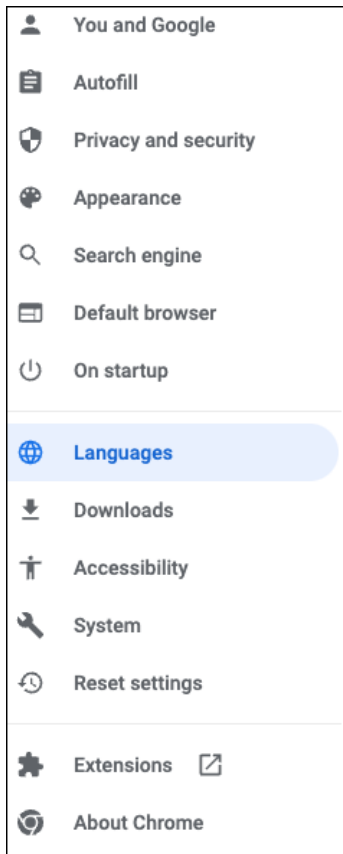 You and Google
Autofill
Privacy and security
Appearance
Search engine
Default browser
On startup
Languages
Downloads
Accessibility
System
Reset settings
Extensions
About Chrome